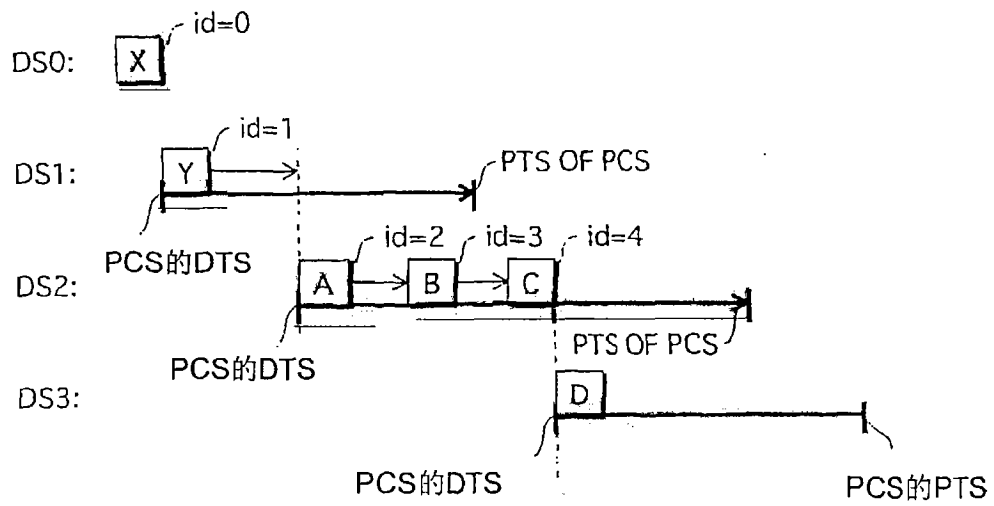 id=0
DS0: X
id=1
DS1: Y PTS OF PCS
PCS的DTS
id=2 id=3 id=4
DS2: A B C
PTS OF PCS
PCS的DTS
DS3: D
PCS的DTS PCS的PTS